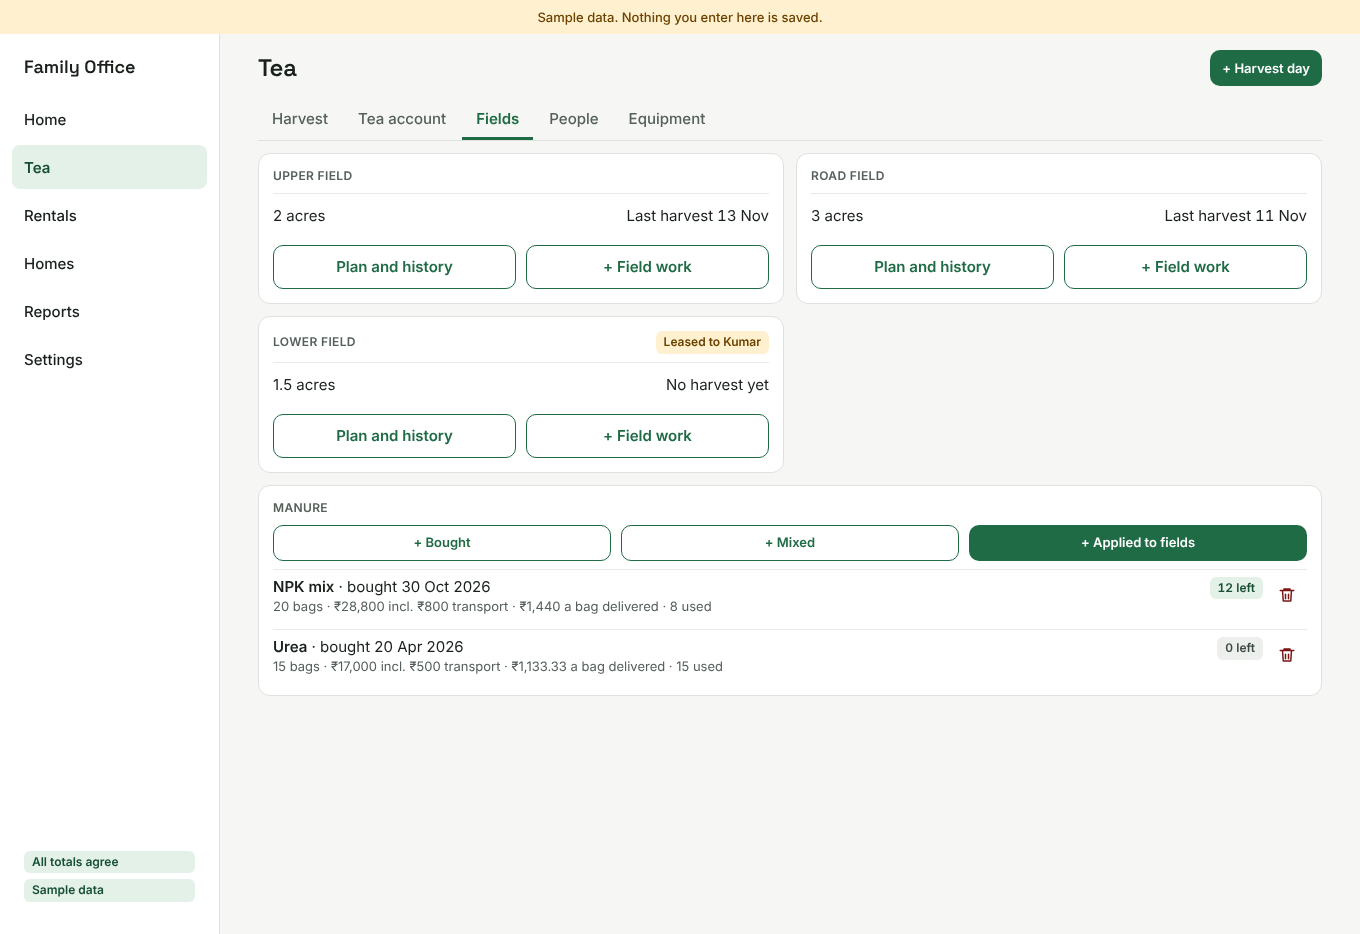 Sample data. Nothing you enter here is saved.
Family Office
Home
Tea
Rentals
Homes
Reports
Settings
All totals agree
Sample data
Tea
+ Harvest day
Harvest
Tea account
Fields
People
Equipment
UPPER FIELD
2 acres
Last harvest 13 Nov
Plan and history
+ Field work
ROAD FIELD
3 acres
Last harvest 11 Nov
Plan and history
+ Field work
LOWER FIELD
Leased to Kumar
1.5 acres
No harvest yet
Plan and history
+ Field work
MANURE
+ Bought
+ Mixed
+ Applied to fields
NPK mix · bought 30 Oct 2026
12 left
20 bags · ₹28,800 incl. ₹800 transport · ₹1,440 a bag delivered · 8 used
Urea · bought 20 Apr 2026
0 left
15 bags · ₹17,000 incl. ₹500 transport · ₹1,133.33 a bag delivered · 15 used